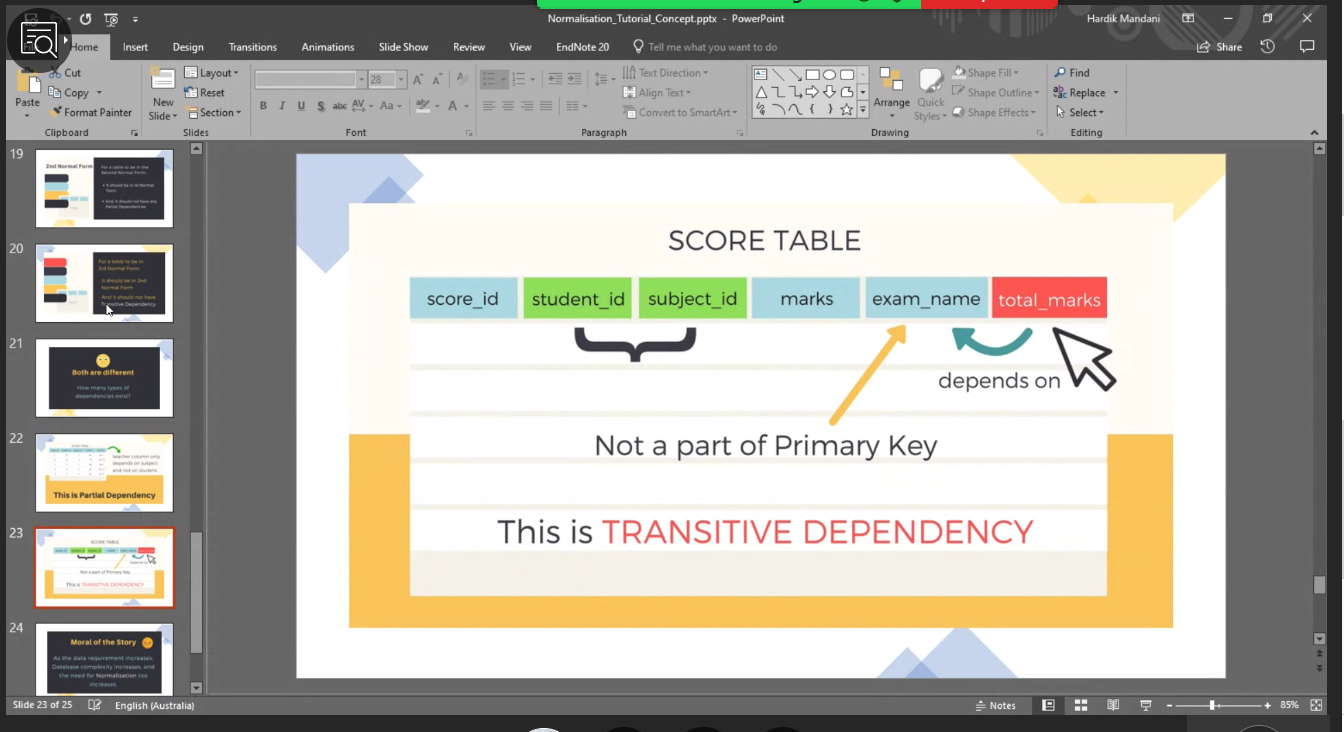 Normalisation_Tutorial_Concept.pptx - PowerPoint
Hardik Mandani
Home Insert Design Transitions Animations Slide Show Review View EndNote 20 Tell me what you want to do
Share
Paste
Cut
Copy
Format Painter
Clipboard
New
Slide
Layout
Reset
Section
Slides
28
Font
Text Direction
Align Text
Convert to SmartArt
Paragraph
Arrange
Quick
Styles
Shape Fill
Shape Outline
Shape Effects
Drawing
Find
Replace
Select
Editing
19
2nd Normal Form
For a table to be in the
Second Normal Form,
It should be in 1st Normal
Form
And, it should not have any
Partial Dependencies
20
For a table to be in
3rd Normal Form
It should be in 2nd
Normal Form
And it should not have
Transitive Dependency
21
Both are different
How many types of
dependencies exist?
22
SCORE TABLE
teacher column only
depends on subject
and not on student
This is Partial Dependency
23
SCORE TABLE
Not a part of Primary Key
This is TRANSITIVE DEPENDENCY
24
Moral of the Story
As the data requirement increases,
Database complexity increases, and
the need for Normalisation too
increases.
SCORE TABLE
score_id student_id subject_id marks exam_name total_marks
depends on
Not a part of Primary Key
This is TRANSITIVE DEPENDENCY
Slide 23 of 25
English (Australia)
Notes
85%